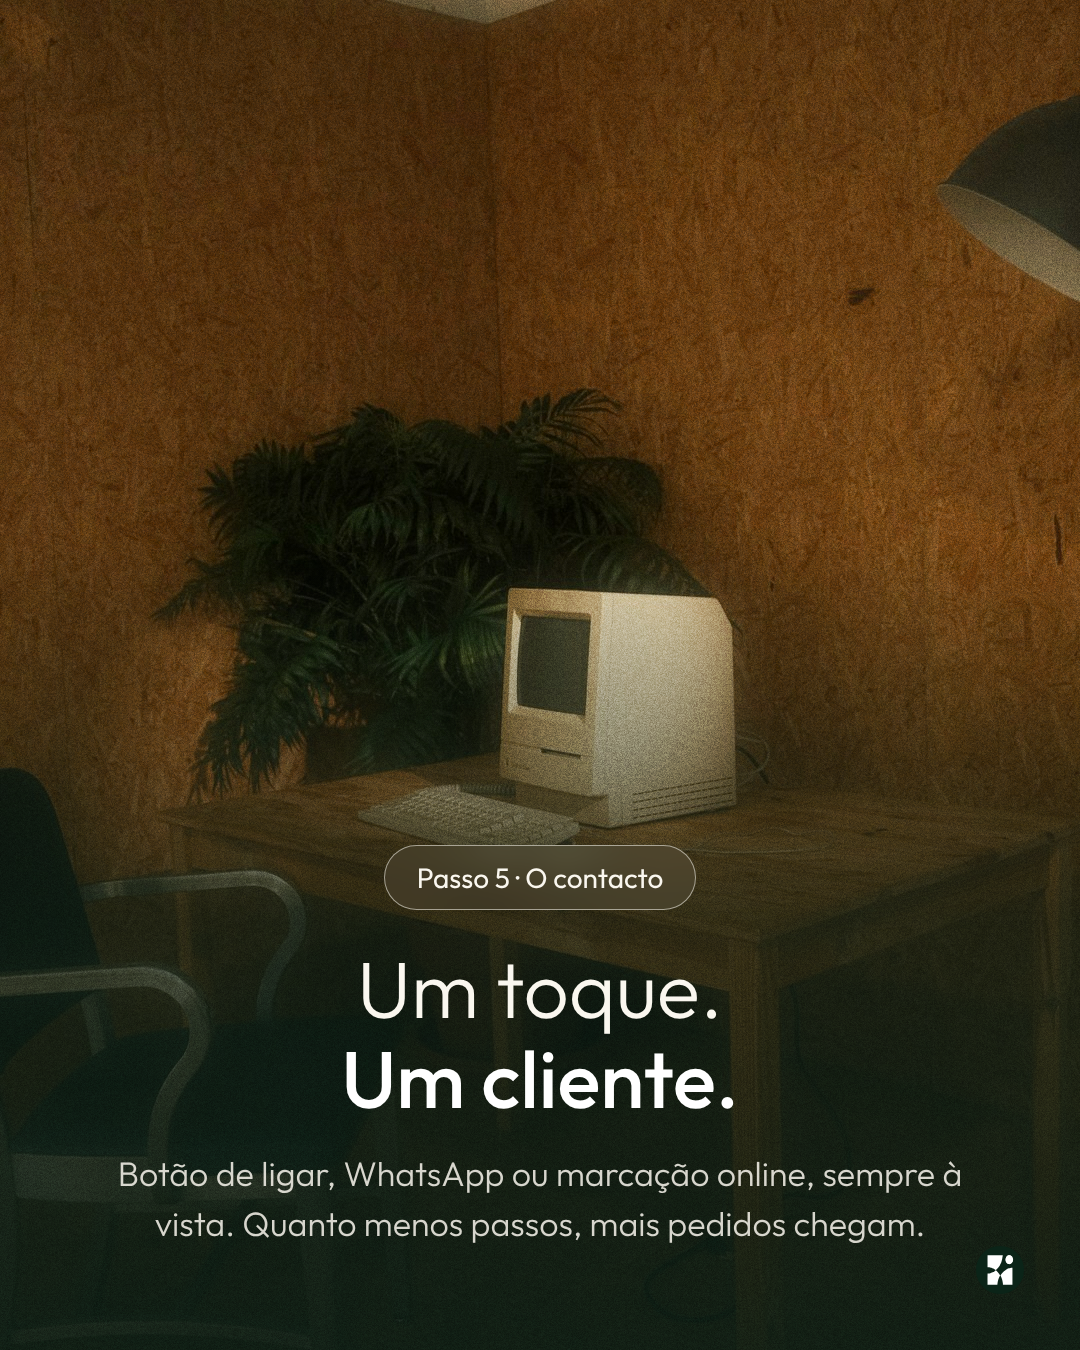 Passo 5 · O contacto
Um toque.
Um cliente.
Botão de ligar, WhatsApp ou marcação online, sempre à
vista. Quanto menos passos, mais pedidos chegam.